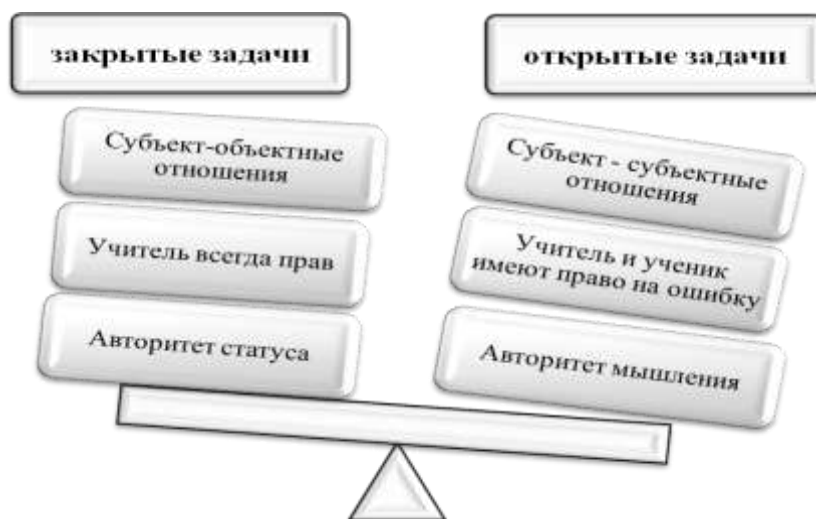 закрытые задачи
Субъект-объектные
отношения
Учитель всегда прав
Авторитет статуса
открытые задачи
Субъект - субъектные
отношения
Учитель и ученик
имеют право на ошибку
Авторитет мышления